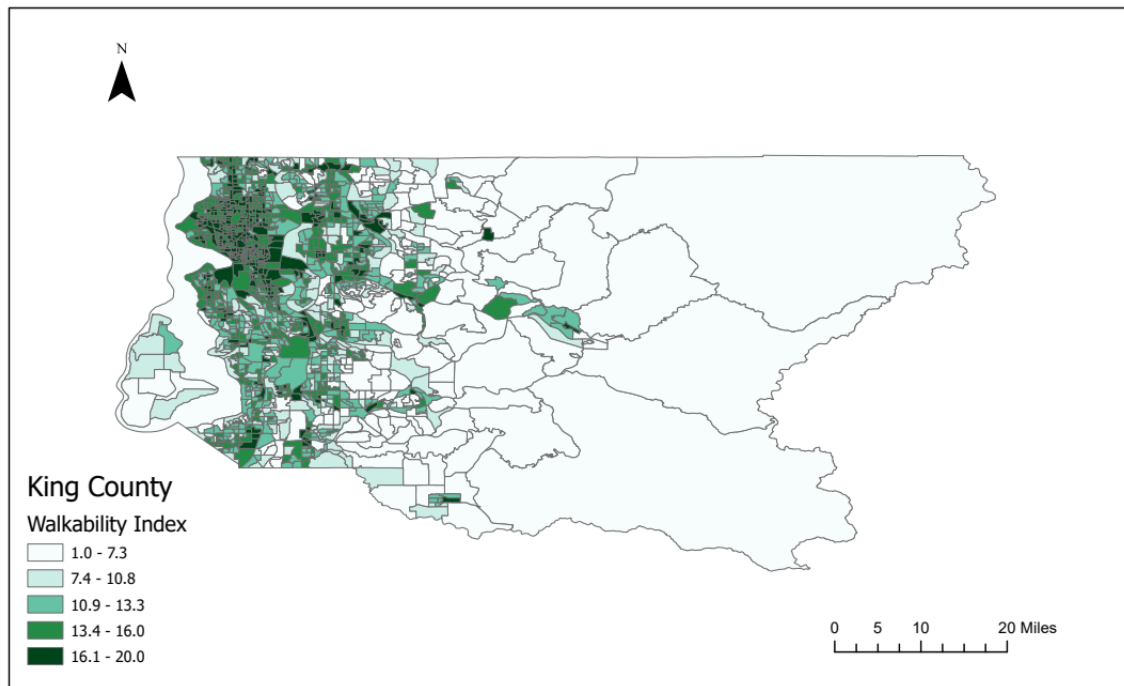 N
King County
Walkability Index
1.0 - 7.3
7.4 - 10.8
10.9 - 13.3
13.4 - 16.0
16.1 - 20.0
0 5 10 20 Miles